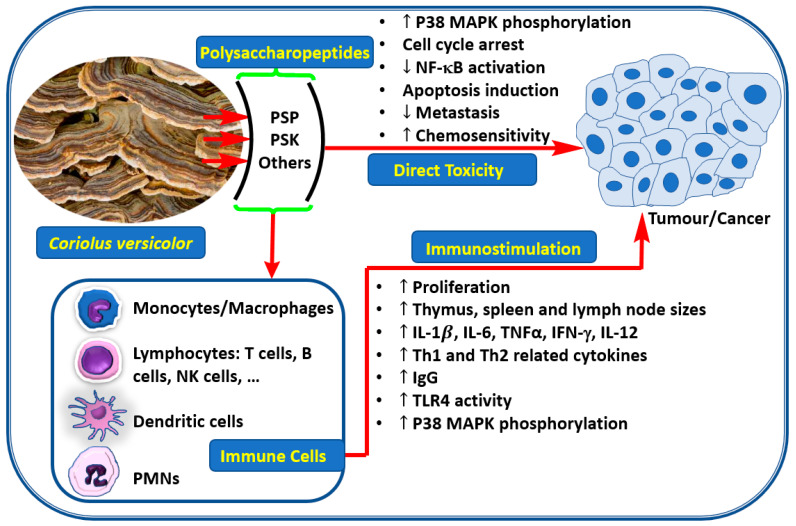 Polysaccharopeptides
PSP
PSK
Others
Coriolus versicolor
• ↑ P38 MAPK phosphorylation
• Cell cycle arrest
• ↓ NF-κB activation
• Apoptosis induction
• ↓ Metastasis
• ↑ Chemosensitivity
Direct Toxicity
Tumour/Cancer
Monocytes/Macrophages
Lymphocytes: T cells, B
cells, NK cells, ...
Dendritic cells
PMNs
Immune Cells
Immunostimulation
• ↑ Proliferation
• ↑ Thymus, spleen and lymph node sizes
• ↑ IL-1β, IL-6, TNFα, IFN-γ, IL-12
• ↑ Th1 and Th2 related cytokines
• ↑ IgG
• ↑ TLR4 activity
• ↑ P38 MAPK phosphorylation